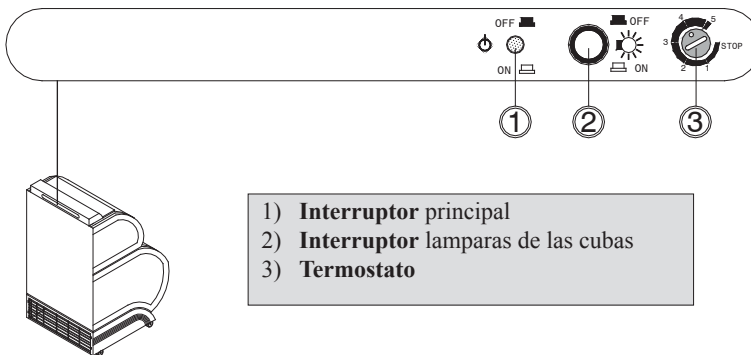 OFF
OFF
ON
ON
4 5
3
STOP
2 1
1 2 3
1) Interruptor principal
2) Interruptor lamparas de las cubas
3) Termostato